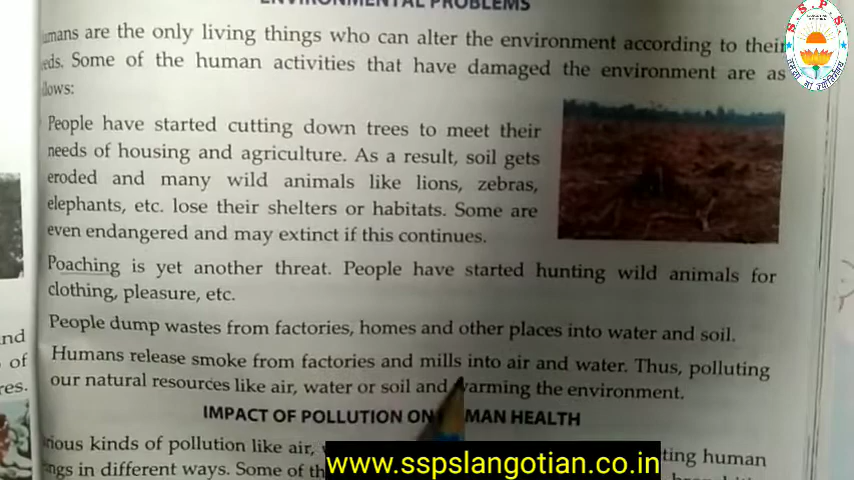 ENVIRONMENTAL PROBLEMS
umans are the only living things who can alter the environment according to their
eds. Some of the human activities that have damaged the environment are as
llows:
People have started cutting down trees to meet their
needs of housing and agriculture. As a result, soil gets
eroded and many wild animals like lions, zebras,
elephants, etc. lose their shelters or habitats. Some are
even endangered and may extinct if this continues.
Poaching is yet another threat. People have started hunting wild animals for
clothing, pleasure, etc.
People dump wastes from factories, homes and other places into water and soil.
Humans release smoke from factories and mills into air and water. Thus, polluting
our natural resources like air, water or soil and warming the environment.
IMPACT OF POLLUTION ON HUMAN HEALTH
rious kinds of pollution like air, ting human
ngs in different ways. Some of th
www.sspslangotian.co.in
nd
of
res.
S.S.P.S